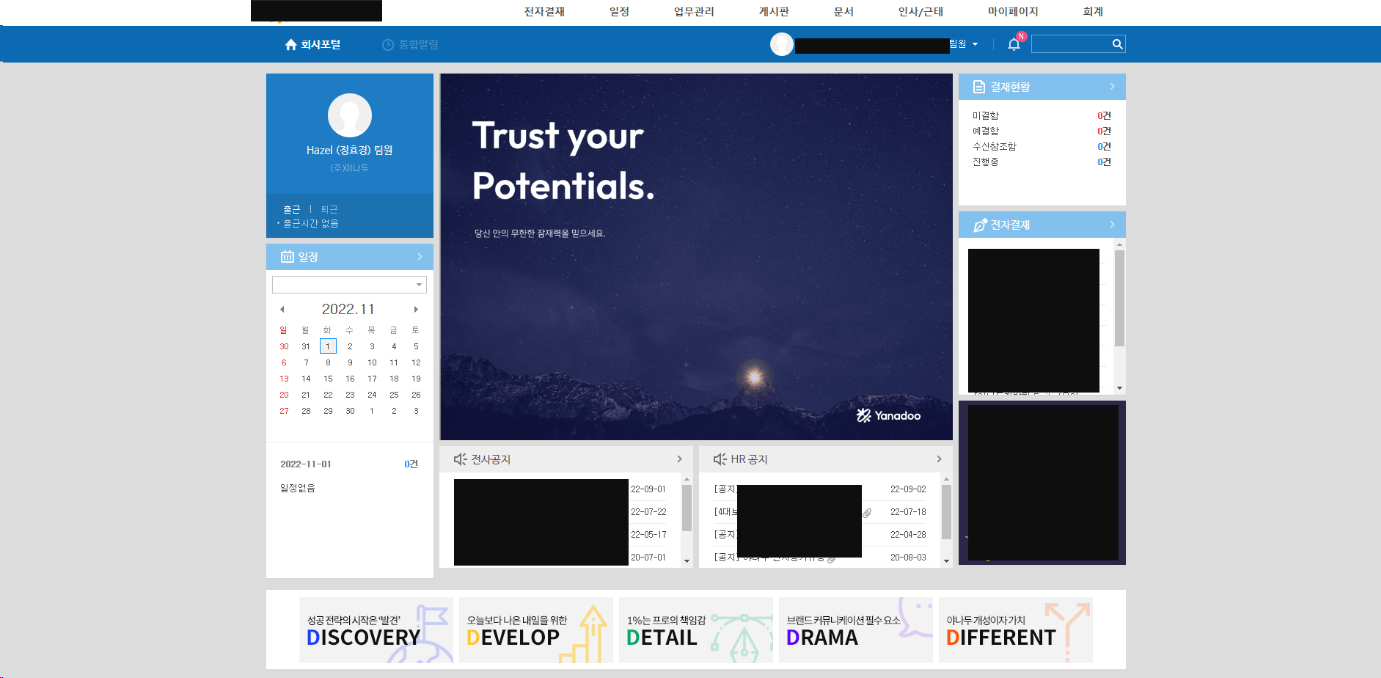 전자결재 일정 업무관리 게시판 문서 인사/근태 마이페이지 회계
회사포털 통합알림 팀원 N
Hazel (정효경) 팀원
(주)야나두
출근 | 퇴근
• 출근시간 없음
일정
2022.11
일 월 화 수 목 금 토
30 31 1 2 3 4 5
6 7 8 9 10 11 12
13 14 15 16 17 18 19
20 21 22 23 24 25 26
27 28 29 30 1 2 3
2022-11-01 0건
일정없음
Trust your
Potentials.
당신 안의 무한한 잠재력을 믿으세요.
Yanadoo
전사공지
22-09-01
22-07-22
22-05-17
20-07-01
HR 공지
[공지] 22-09-02
[4대보 22-07-18
[공지] 22-04-28
[공지] 20-08-03
결재현황
미결함 0건
예결함 0건
수신참조함 0건
진행중 0건
전자결재
성공 전략의 시작은 '발견'
DISCOVERY
오늘보다 나은 내일을 위한
DEVELOP
1%는 프로의 책임감
DETAIL
브랜드 커뮤니케이션 필수 요소
DRAMA
야나두 개성이자 가치
DIFFERENT